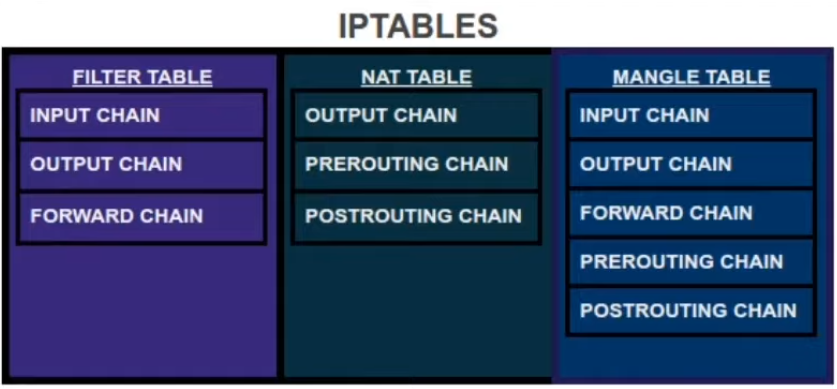 IPTABLES
FILTER TABLE
INPUT CHAIN
OUTPUT CHAIN
FORWARD CHAIN
NAT TABLE
OUTPUT CHAIN
PREROUTING CHAIN
POSTROUTING CHAIN
MANGLE TABLE
INPUT CHAIN
OUTPUT CHAIN
FORWARD CHAIN
PREROUTING CHAIN
POSTROUTING CHAIN